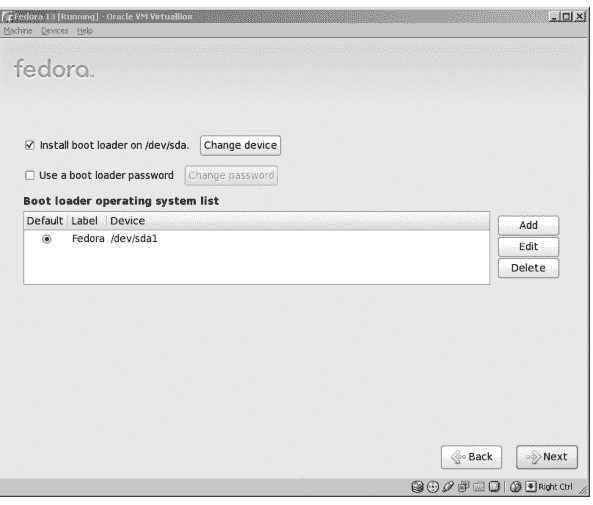 Fedora 13 [Running] - Oracle VM VirtualBox
Machine Devices Help
fedora
Install boot loader on /dev/sda. Change device
Use a boot loader password Change password
Boot loader operating system list
Default Label Device
Fedora /dev/sda1
Add
Edit
Delete
Back Next
Right Ctrl